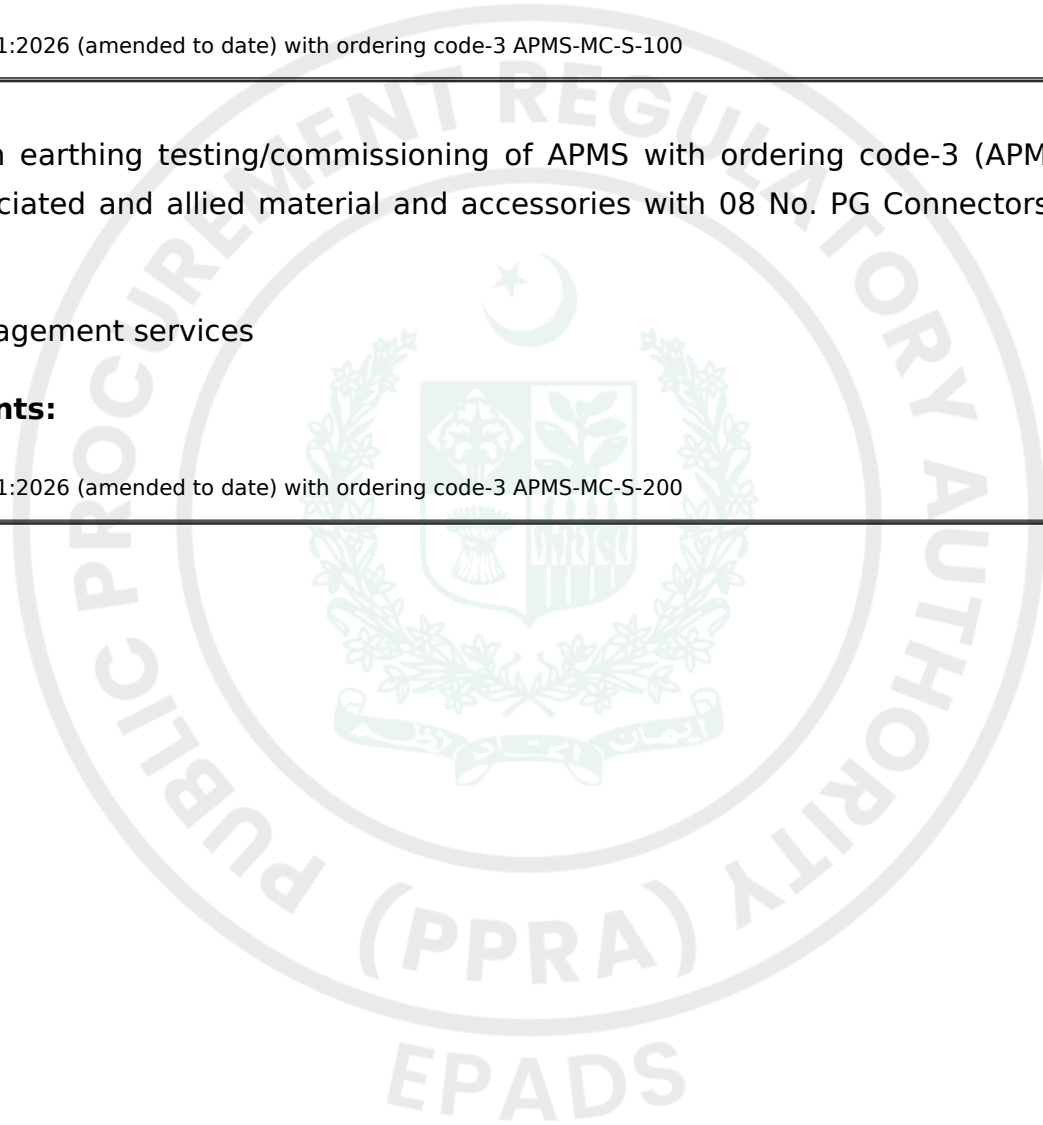 1:2026 (amended to date) with ordering code-3 APMS-MC-S-100
earthing testing/commissioning of APMS with ordering code-3 (APM
ciated and allied material and accessories with 08 No. PG Connectors
agement services
nts:
1:2026 (amended to date) with ordering code-3 APMS-MC-S-200
PUBLIC PROCUREMENT REGULATORY AUTHORITY
(PPRA)
EPADS